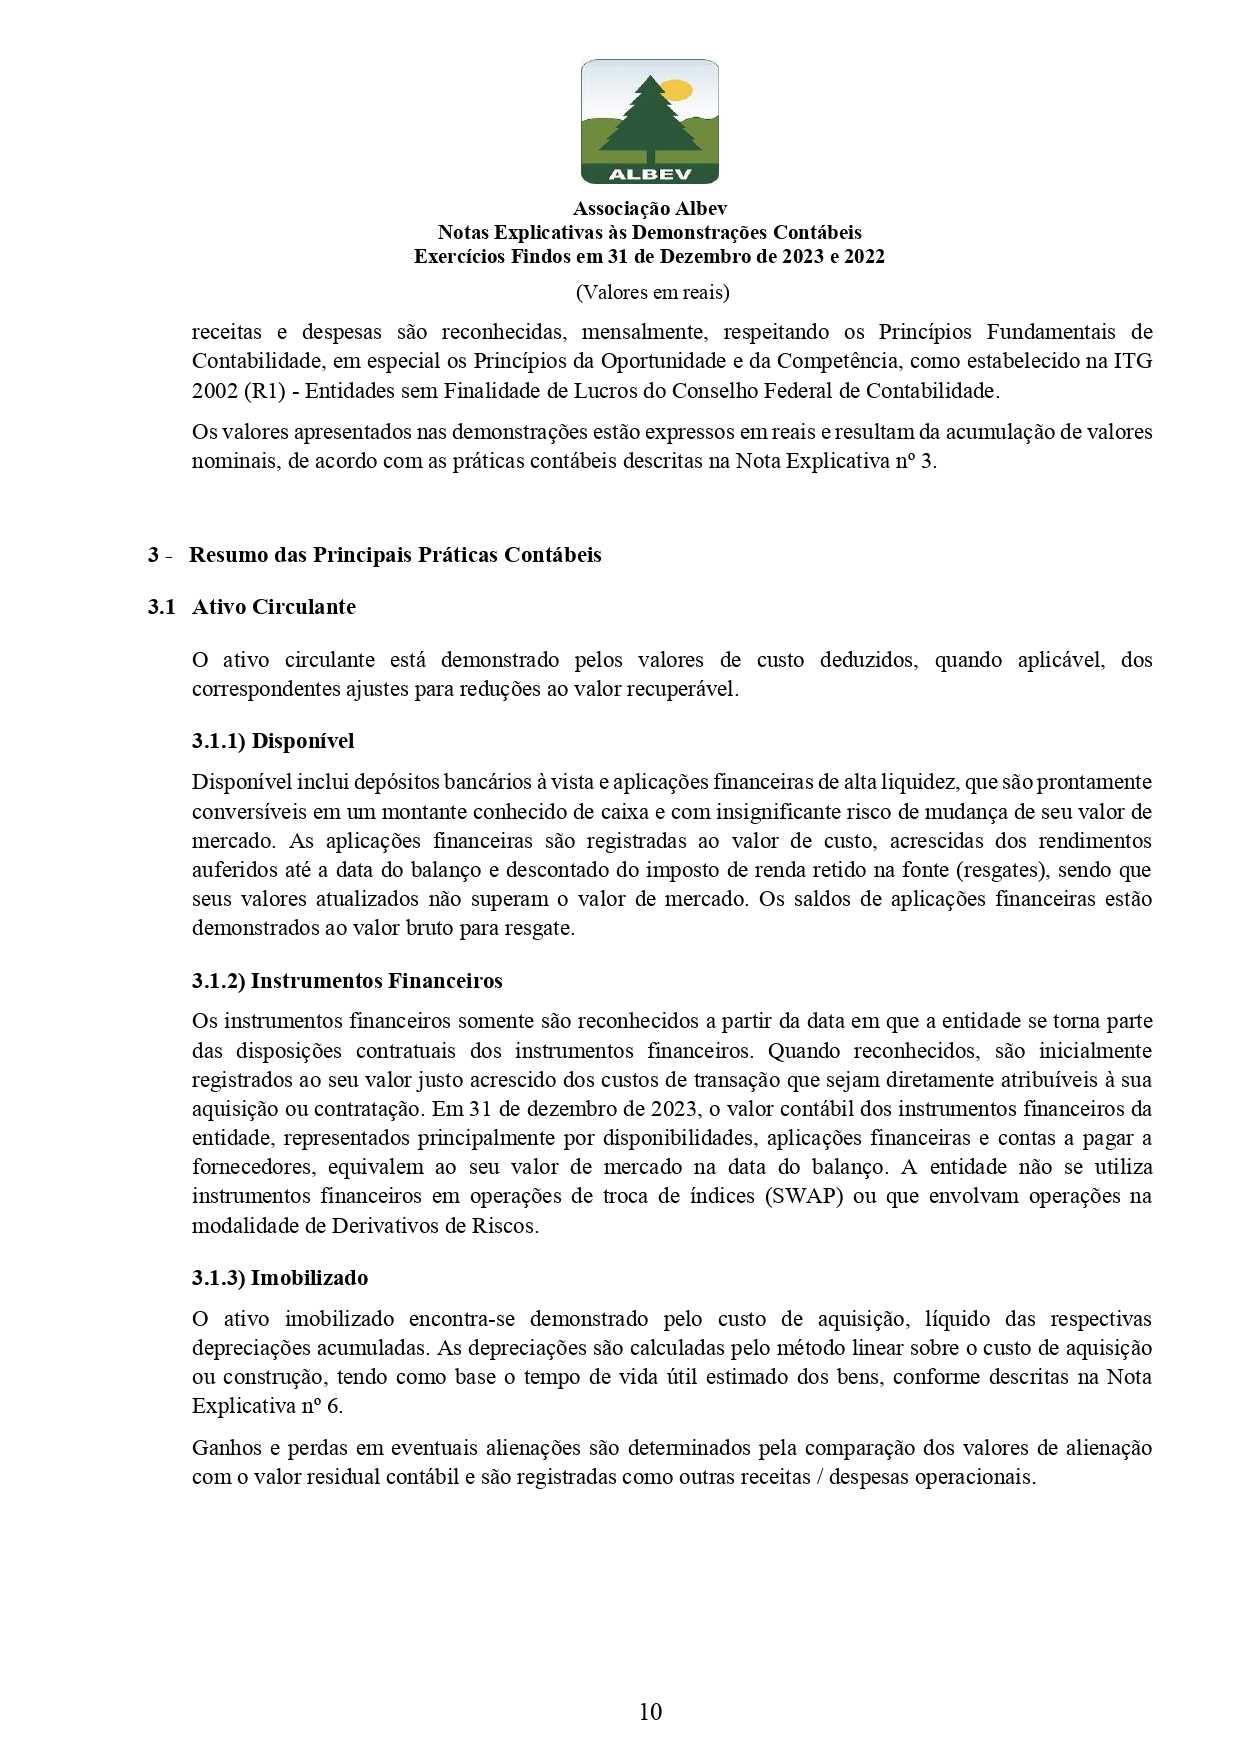 ALBEV
Associação Albev
Notas Explicativas às Demonstrações Contábeis
Exercícios Findos em 31 de Dezembro de 2023 e 2022
(Valores em reais)
receitas e despesas são reconhecidas, mensalmente, respeitando os Princípios Fundamentais de
Contabilidade, em especial os Princípios da Oportunidade e da Competência, como estabelecido na ITG
2002 (R1) - Entidades sem Finalidade de Lucros do Conselho Federal de Contabilidade.
Os valores apresentados nas demonstrações estão expressos em reais e resultam da acumulação de valores
nominais, de acordo com as práticas contábeis descritas na Nota Explicativa nº 3.
3 - Resumo das Principais Práticas Contábeis
3.1 Ativo Circulante
O ativo circulante está demonstrado pelos valores de custo deduzidos, quando aplicável, dos
correspondentes ajustes para reduções ao valor recuperável.
3.1.1) Disponível
Disponível inclui depósitos bancários à vista e aplicações financeiras de alta liquidez, que são prontamente
conversíveis em um montante conhecido de caixa e com insignificante risco de mudança de seu valor de
mercado. As aplicações financeiras são registradas ao valor de custo, acrescidas dos rendimentos
auferidos até a data do balanço e descontado do imposto de renda retido na fonte (resgates), sendo que
seus valores atualizados não superam o valor de mercado. Os saldos de aplicações financeiras estão
demonstrados ao valor bruto para resgate.
3.1.2) Instrumentos Financeiros
Os instrumentos financeiros somente são reconhecidos a partir da data em que a entidade se torna parte
das disposições contratuais dos instrumentos financeiros. Quando reconhecidos, são inicialmente
registrados ao seu valor justo acrescido dos custos de transação que sejam diretamente atribuíveis à sua
aquisição ou contratação. Em 31 de dezembro de 2023, o valor contábil dos instrumentos financeiros da
entidade, representados principalmente por disponibilidades, aplicações financeiras e contas a pagar a
fornecedores, equivalem ao seu valor de mercado na data do balanço. A entidade não se utiliza
instrumentos financeiros em operações de troca de índices (SWAP) ou que envolvam operações na
modalidade de Derivativos de Riscos.
3.1.3) Imobilizado
O ativo imobilizado encontra-se demonstrado pelo custo de aquisição, líquido das respectivas
depreciações acumuladas. As depreciações são calculadas pelo método linear sobre o custo de aquisição
ou construção, tendo como base o tempo de vida útil estimado dos bens, conforme descritas na Nota
Explicativa nº 6.
Ganhos e perdas em eventuais alienações são determinados pela comparação dos valores de alienação
com o valor residual contábil e são registradas como outras receitas / despesas operacionais.
10